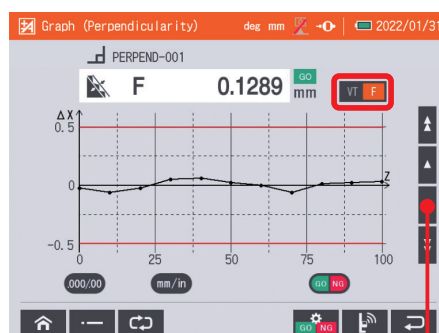 Graph (Perpendicularity) deg mm 2022/01/31
PERPEND-001
F 0.1289 GO mm VT F
ΔX
0.5
0
Z
-0.5
0 25 50 75 100
.000/.00 mm/in GO NG
GO NG